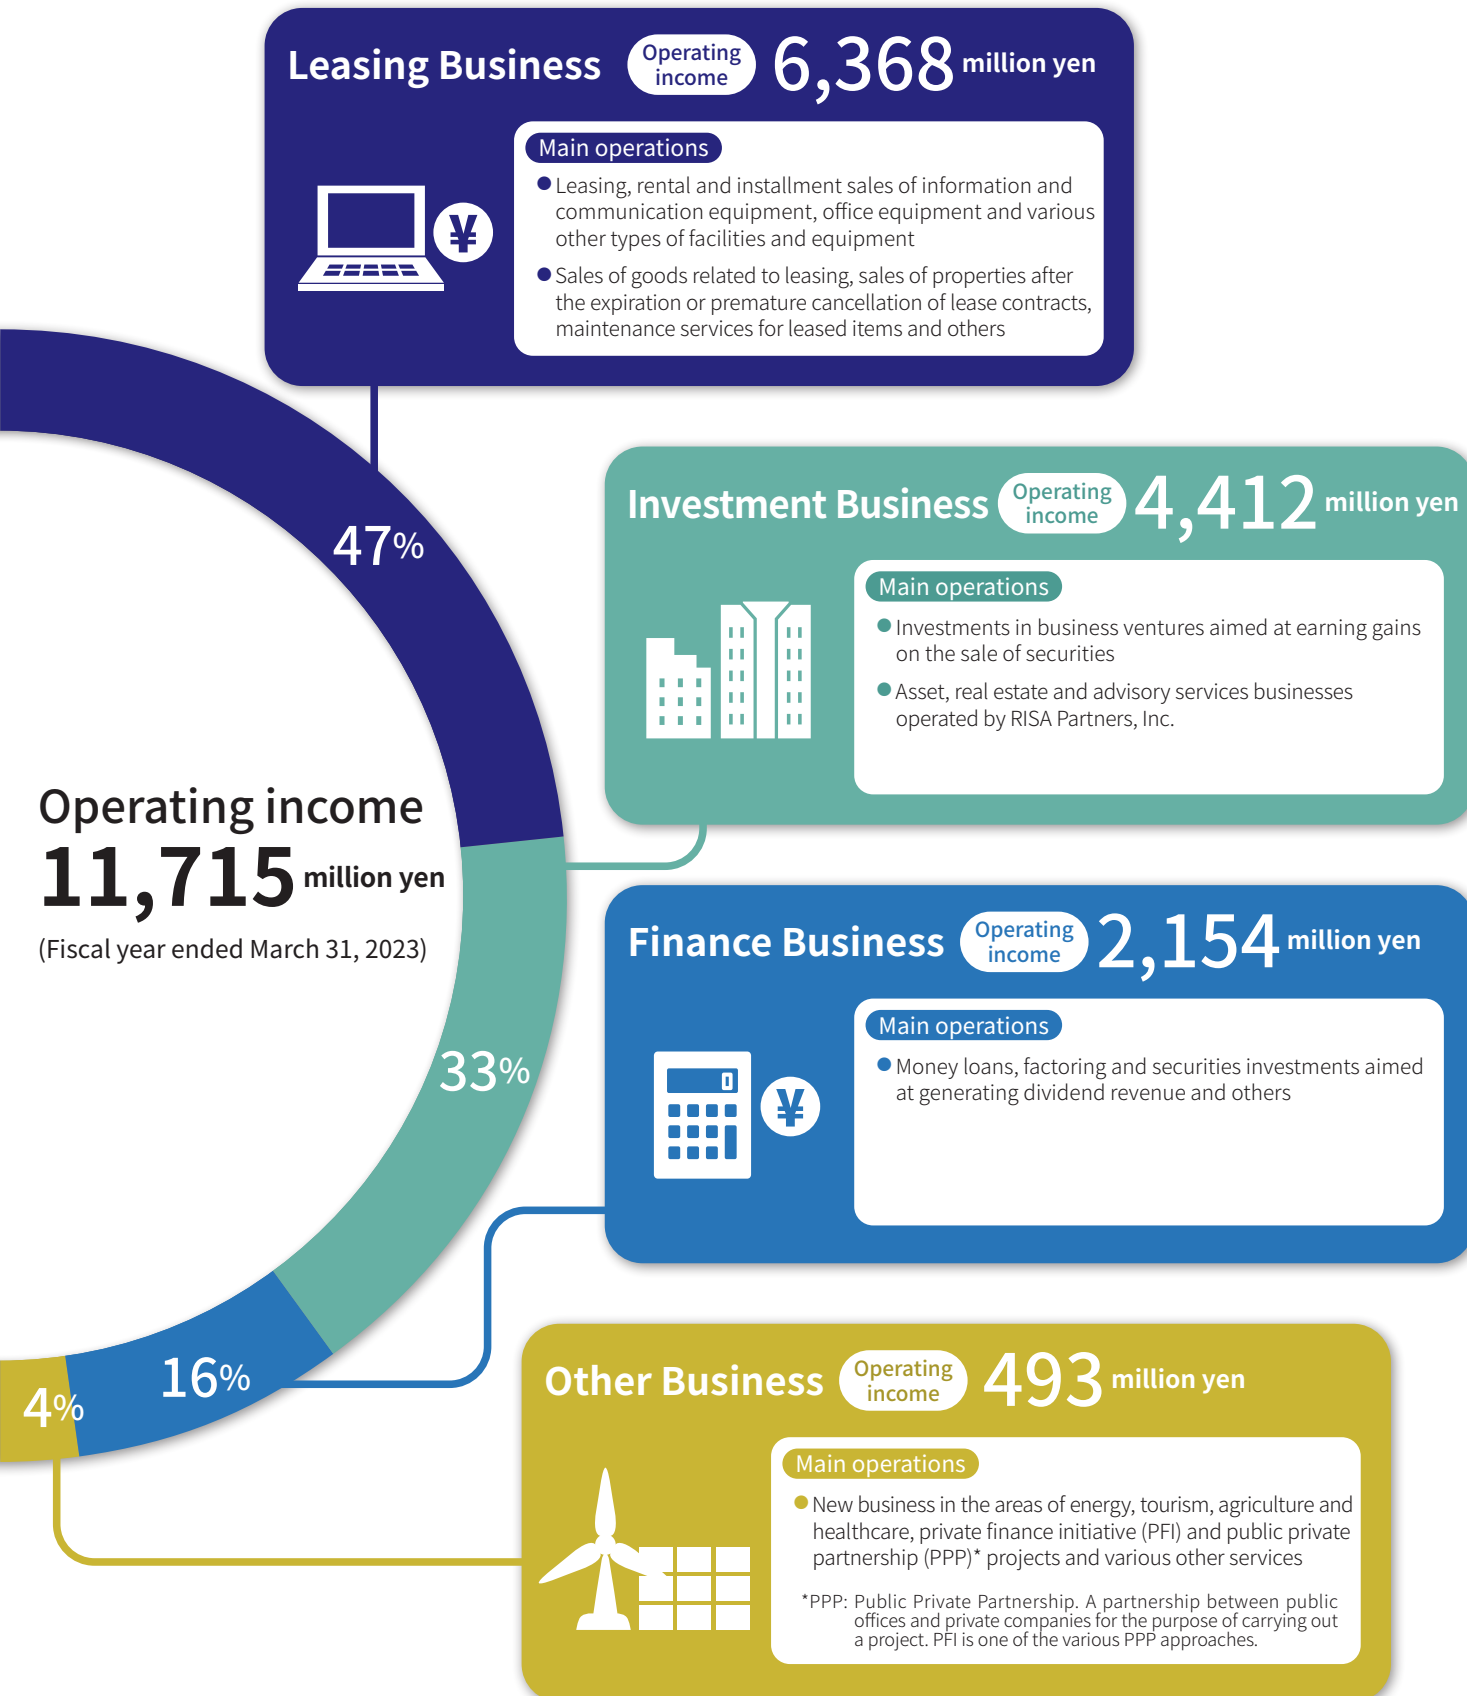 Leasing Business Operating income 6,368 million yen
Main operations
● Leasing, rental and installment sales of information and
communication equipment, office equipment and various
other types of facilities and equipment
● Sales of goods related to leasing, sales of properties after
the expiration or premature cancellation of lease contracts,
maintenance services for leased items and others
¥
47%
Investment Business Operating income 4,412 million yen
Main operations
● Investments in business ventures aimed at earning gains
on the sale of securities
● Asset, real estate and advisory services businesses
operated by RISA Partners, Inc.
Operating income
11,715 million yen
(Fiscal year ended March 31, 2023)
33%
Finance Business Operating income 2,154 million yen
Main operations
● Money loans, factoring and securities investments aimed
at generating dividend revenue and others
0
¥
16%
4%
Other Business Operating income 493 million yen
Main operations
● New business in the areas of energy, tourism, agriculture and
healthcare, private finance initiative (PFI) and public private
partnership (PPP)* projects and various other services
*PPP: Public Private Partnership. A partnership between public
offices and private companies for the purpose of carrying out
a project. PFI is one of the various PPP approaches.